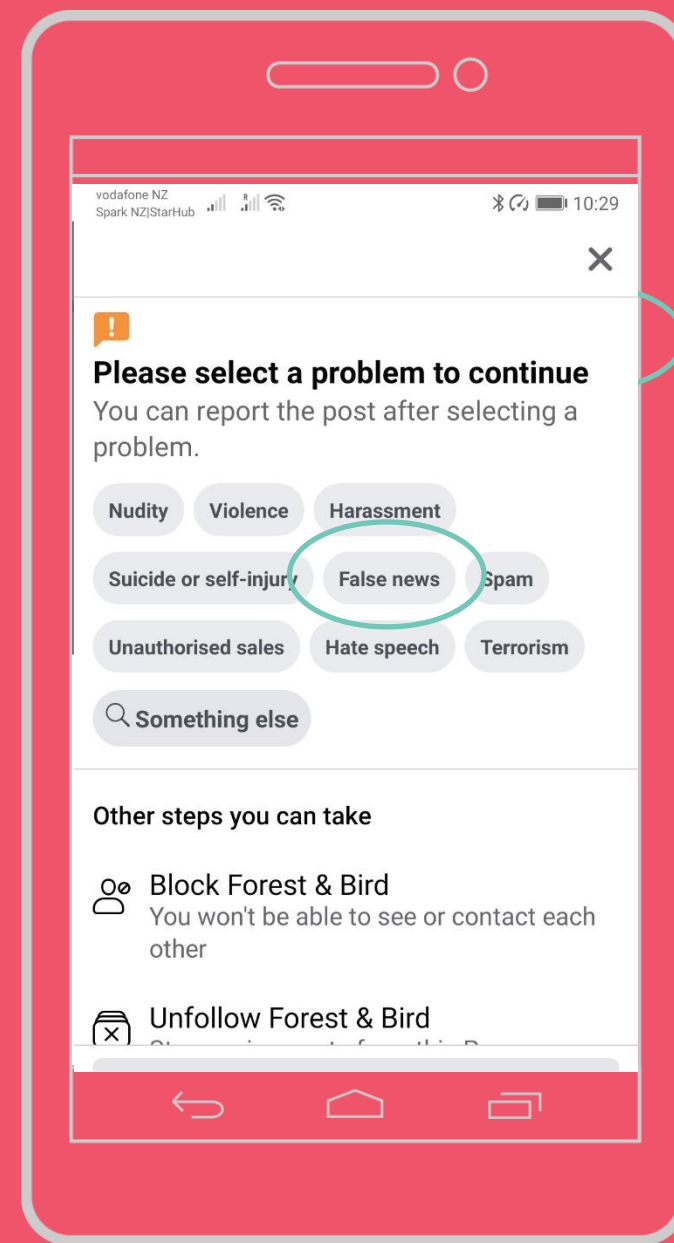 vodafone NZ
Spark NZ|StarHub
R
10:29
Please select a problem to continue
You can report the post after selecting a
problem.
Nudity Violence Harassment
Suicide or self-injury False news Spam
Unauthorised sales Hate speech Terrorism
Something else
Other steps you can take
Block Forest & Bird
You won't be able to see or contact each
other
Unfollow Forest & Bird